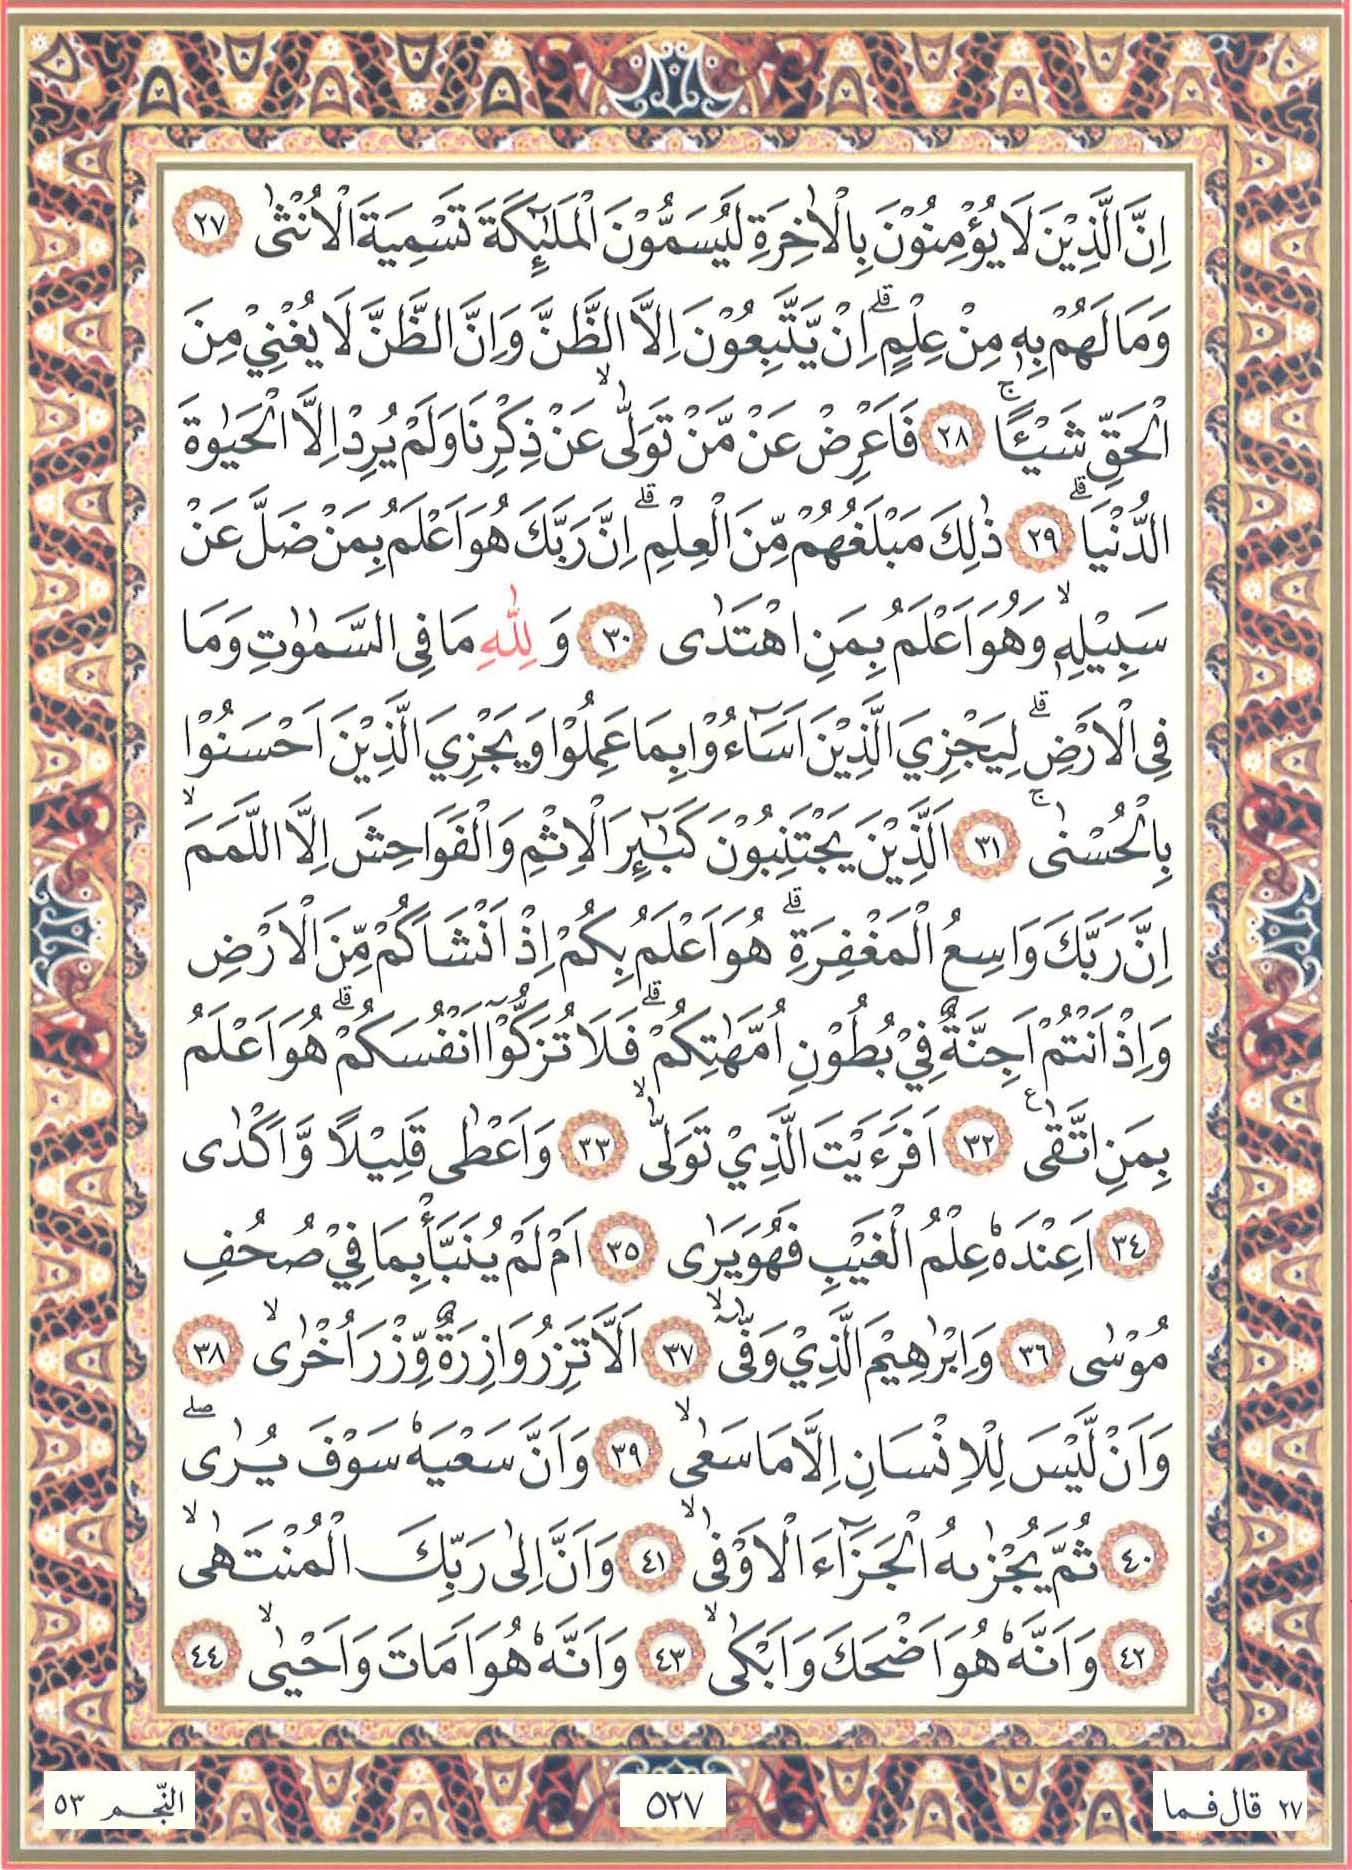 اِنَّ الَّذِيْنَ لَا يُؤْمِنُوْنَ بِالْاٰخِرَةِ لَيُسَمُّوْنَ الْمَلٰٓئِكَةَ تَسْمِيَةَ الْاُنْثٰى ٢٧
وَمَا لَهُمْ بِهٖ مِنْ عِلْمٍ ۗ اِنْ يَّتَّبِعُوْنَ اِلَّا الظَّنَّ وَاِنَّ الظَّنَّ لَا يُغْنِيْ مِنَ
الْحَقِّ شَيْـًٔا ۚ ٢٨ فَاَعْرِضْ عَنْ مَّنْ تَوَلّٰى ۙ عَنْ ذِكْرِنَا وَلَمْ يُرِدْ اِلَّا الْحَيٰوةَ
الدُّنْيَا ۗ ٢٩ ذٰلِكَ مَبْلَغُهُمْ مِّنَ الْعِلْمِ ۗ اِنَّ رَبَّكَ هُوَ اَعْلَمُ بِمَنْ ضَلَّ عَنْ
سَبِيْلِهٖ ۙ وَهُوَ اَعْلَمُ بِمَنِ اهْتَدٰى ٣٠ وَ لِلّٰهِ مَا فِى السَّمٰوٰتِ وَمَا
فِى الْاَرْضِ ۗ لِيَجْزِيَ الَّذِيْنَ اَسَاۤءُوْا بِمَا عَمِلُوْا وَيَجْزِيَ الَّذِيْنَ اَحْسَنُوْا
بِالْحُسْنٰى ۚ ٣١ اَلَّذِيْنَ يَجْتَنِبُوْنَ كَبٰۤىِٕرَ الْاِثْمِ وَالْفَوَاحِشَ اِلَّا اللَّمَمَ ۙ
اِنَّ رَبَّكَ وَاسِعُ الْمَغْفِرَةِ ۗ هُوَ اَعْلَمُ بِكُمْ اِذْ اَنْشَاَكُمْ مِّنَ الْاَرْضِ
وَاِذْ اَنْتُمْ اَجِنَّةٌ فِيْ بُطُوْنِ اُمَّهٰتِكُمْ ۗ فَلَا تُزَكُّوْٓا اَنْفُسَكُمْ ۗ هُوَ اَعْلَمُ
بِمَنِ اتَّقٰى ࣖ ٣٢ اَفَرَءَيْتَ الَّذِيْ تَوَلّٰى ۙ ٣٣ وَاَعْطٰى قَلِيْلًا وَّاَكْدٰى
٣٤ اَعِنْدَهٗ عِلْمُ الْغَيْبِ فَهُوَ يَرٰى ٣٥ اَمْ لَمْ يُنَبَّأْ بِمَا فِيْ صُحُفِ
مُوْسٰى ٣٦ وَاِبْرٰهِيْمَ الَّذِيْ وَفّٰىٓ ۙ ٣٧ اَلَّا تَزِرُ وَازِرَةٌ وِّزْرَ اُخْرٰى ۙ ٣٨
وَاَنْ لَّيْسَ لِلْاِنْسَانِ اِلَّا مَا سَعٰى ۙ ٣٩ وَاَنَّ سَعْيَهٗ سَوْفَ يُرٰى ۖ
٤٠ ثُمَّ يُجْزٰىهُ الْجَزَاۤءَ الْاَوْفٰى ۙ ٤١ وَاَنَّ اِلٰى رَبِّكَ الْمُنْتَهٰى ۙ
٤٢ وَاَنَّهٗ هُوَ اَضْحَكَ وَاَبْكٰى ۙ ٤٣ وَاَنَّهٗ هُوَ اَمَاتَ وَاَحْيٰى ۙ ٤٤
٢٧ قال فما ٥٢٧ النّجم ٥٣